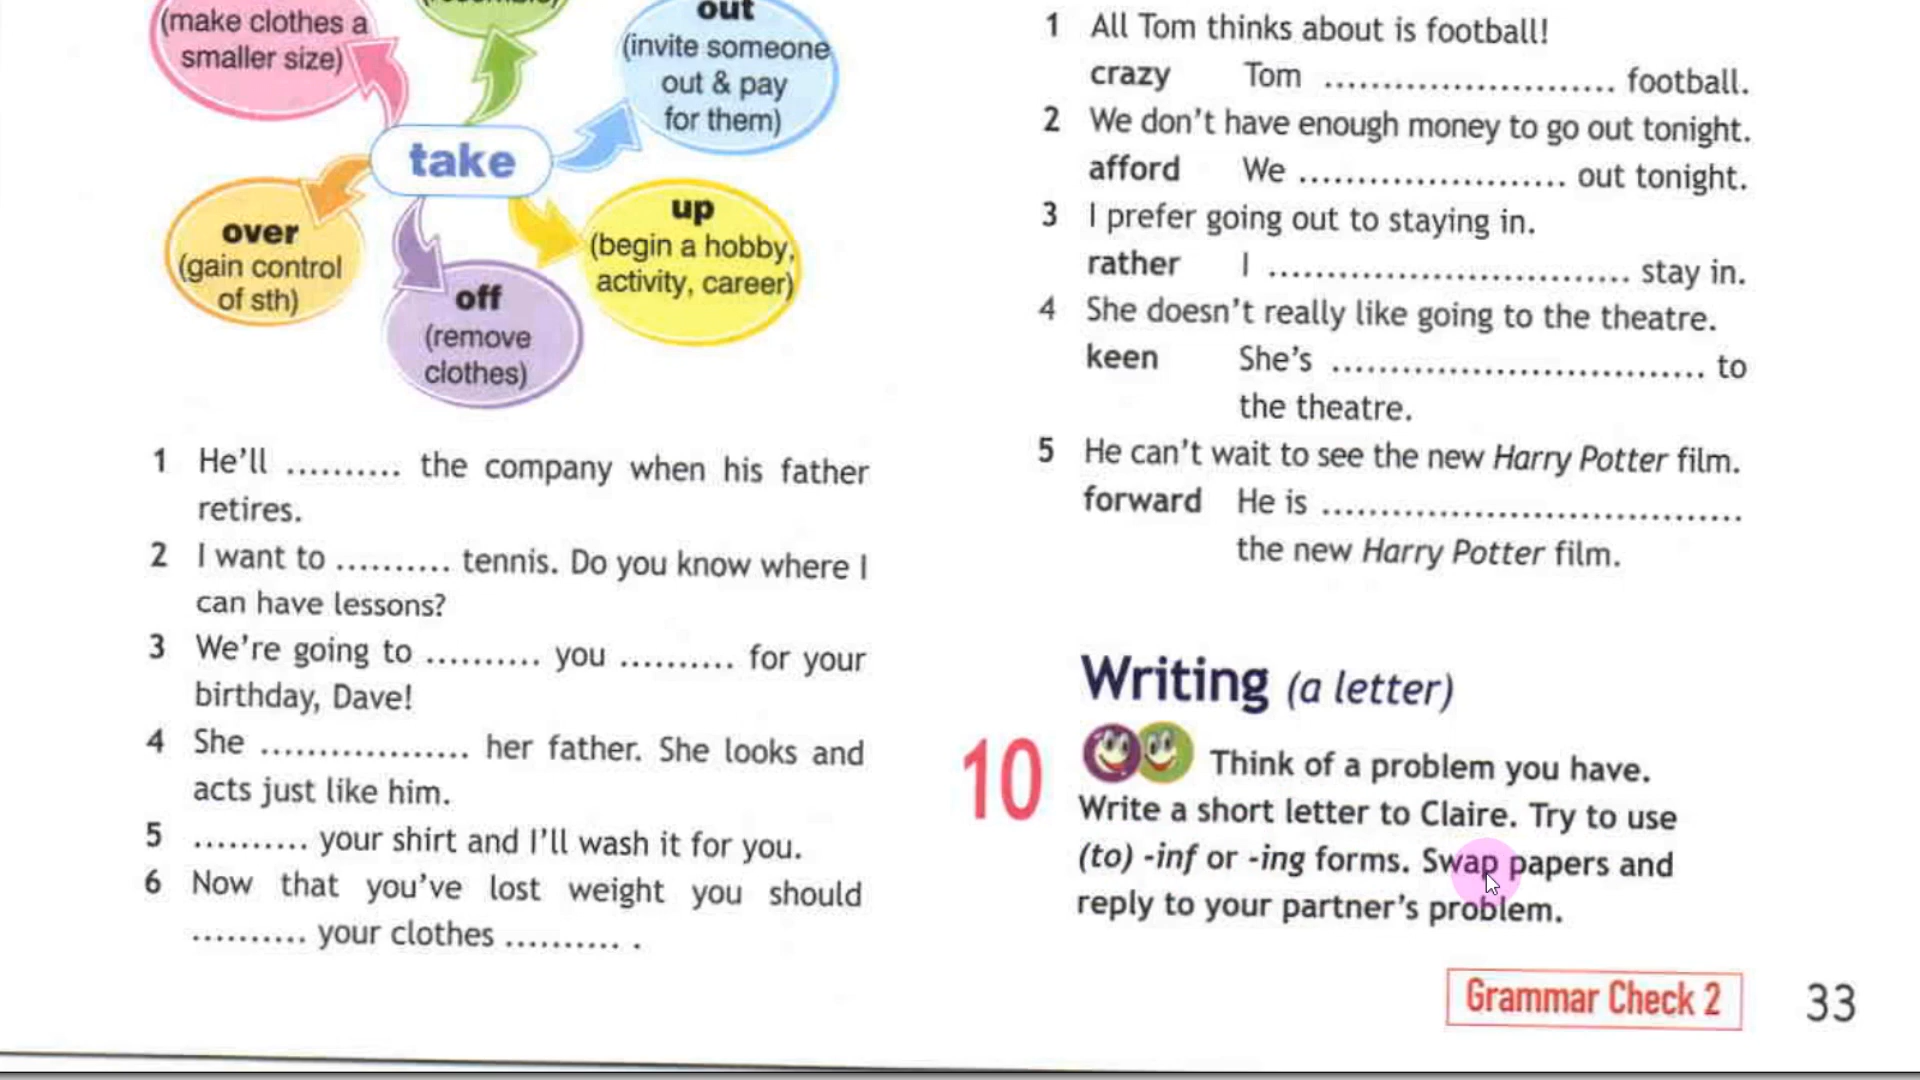 (make clothes a
smaller size)
out
(invite someone
out & pay
for them)
take
over
(gain control
of sth)
off
(remove
clothes)
up
(begin a hobby,
activity, career)
1 He'll .......... the company when his father
retires.
2 I want to .......... tennis. Do you know where I
can have lessons?
3 We're going to .......... you .......... for your
birthday, Dave!
4 She .................. her father. She looks and
acts just like him.
5 .......... your shirt and I'll wash it for you.
6 Now that you've lost weight you should
.......... your clothes .......... .
1 All Tom thinks about is football!
crazy Tom ......................... football.
2 We don't have enough money to go out tonight.
afford We ....................... out tonight.
3 I prefer going out to staying in.
rather I ............................... stay in.
4 She doesn't really like going to the theatre.
keen She's ................................ to
the theatre.
5 He can't wait to see the new Harry Potter film.
forward He is ....................................
the new Harry Potter film.
Writing (a letter)
10 Think of a problem you have.
Write a short letter to Claire. Try to use
(to) -inf or -ing forms. Swap papers and
reply to your partner's problem.
Grammar Check 2
33